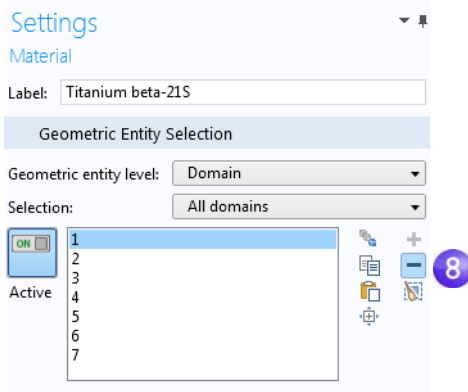 Settings
Material
Label: Titanium beta-21S
Geometric Entity Selection
Geometric entity level: Domain
Selection: All domains
ON
1
2
3
4
5
6
7
Active
8